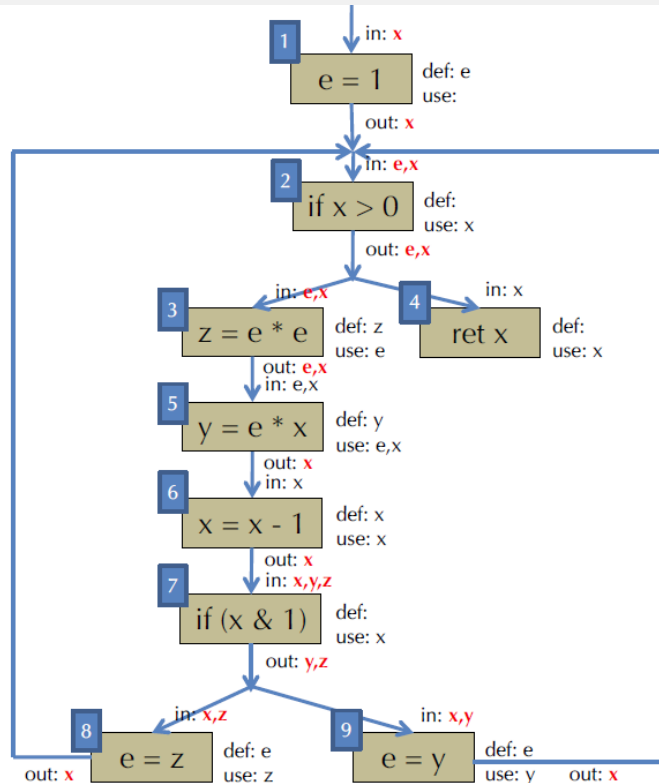 in: x
1
e = 1
def: e
use:
out: x
in: e,x
2
if x > 0
def:
use: x
out: e,x
in: e,x
3
z = e * e
def: z
use: e
out: e,x
in: x
4
ret x
def:
use: x
in: e,x
5
y = e * x
def: y
use: e,x
out: x
in: x
6
x = x - 1
def: x
use: x
out: x
in: x,y,z
7
if (x & 1)
def:
use: x
out: y,z
in: x,z
8
e = z
def: e
use: z
out: x
in: x,y
9
e = y
def: e
use: y
out: x